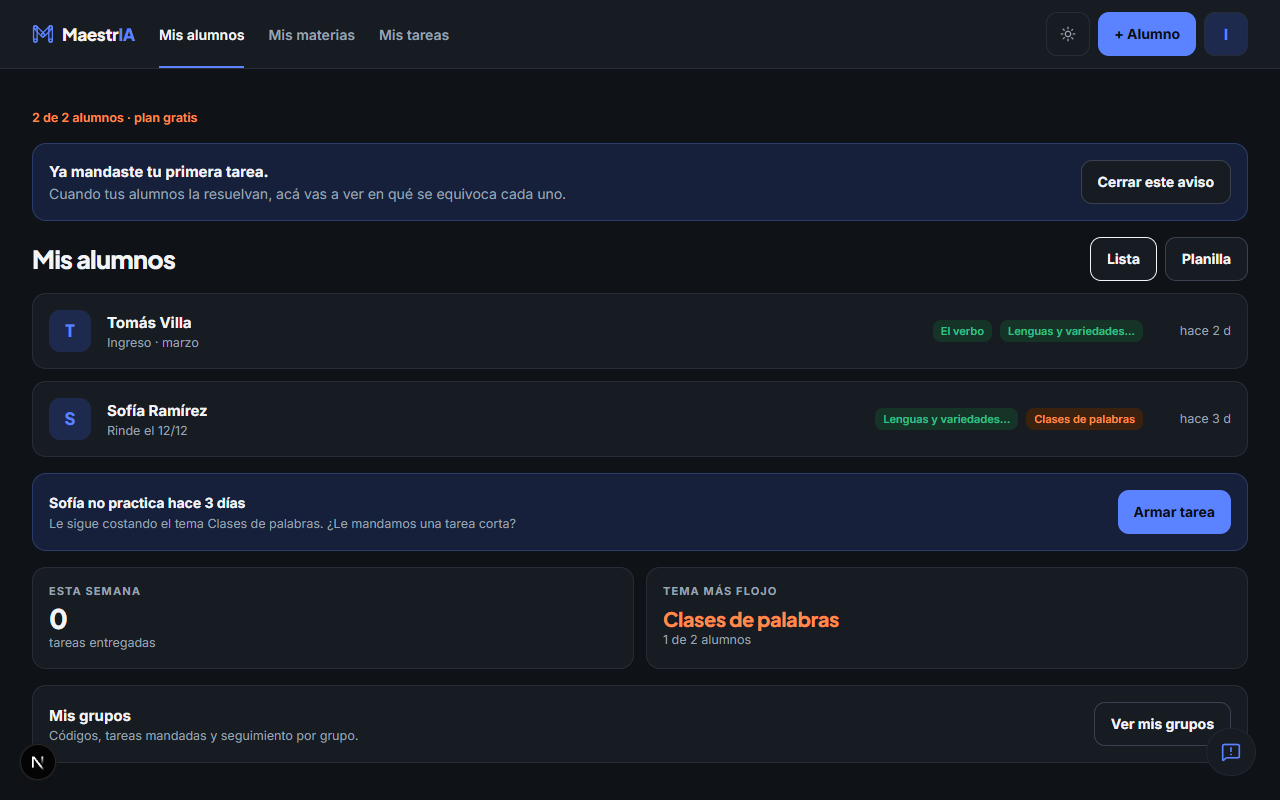 MaestrIA
Mis alumnos
Mis materias
Mis tareas
+ Alumno
I
2 de 2 alumnos · plan gratis
Ya mandaste tu primera tarea.
Cuando tus alumnos la resuelvan, acá vas a ver en qué se equivoca cada uno.
Cerrar este aviso
Mis alumnos
Lista
Planilla
T
Tomás Villa
Ingreso · marzo
El verbo
Lenguas y variedades...
hace 2 d
S
Sofía Ramírez
Rinde el 12/12
Lenguas y variedades...
Clases de palabras
hace 3 d
Sofía no practica hace 3 días
Le sigue costando el tema Clases de palabras. ¿Le mandamos una tarea corta?
Armar tarea
ESTA SEMANA
0
tareas entregadas
TEMA MÁS FLOJO
Clases de palabras
1 de 2 alumnos
Mis grupos
Códigos, tareas mandadas y seguimiento por grupo.
Ver mis grupos
N